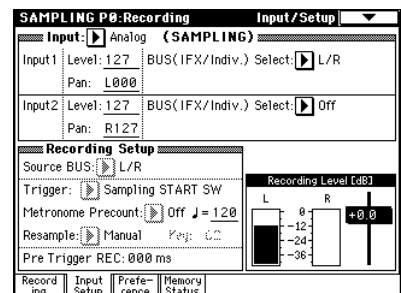 SAMPLING P0:Recording Input/Setup
Input: Analog (SAMPLING)
Input1 Level: 127 BUS(IFX/Indiv.) Select: L/R
Pan: L000
Input2 Level: 127 BUS(IFX/Indiv.) Select: Off
Pan: R127
Recording Setup
Source BUS: L/R
Trigger: Sampling START SW
Metronome Precount: Off ♩= 120
Resample: Manual Key: C2
Pre Trigger REC: 000 ms
Recording Level [dB]
L R
0
+0.0
-12
-24
-36
Record ing Input Setup Prefe- rence Memory Status